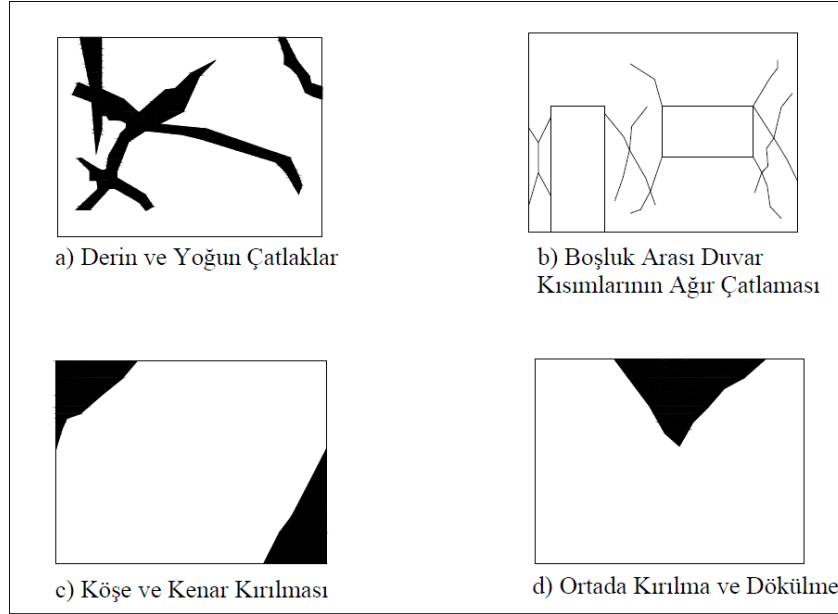 a) Derin ve Yoğun Çatlaklar
b) Boşluk Arası Duvar
Kısımlarının Ağır Çatlaması
c) Köşe ve Kenar Kırılması
d) Ortada Kırılma ve Dökülme